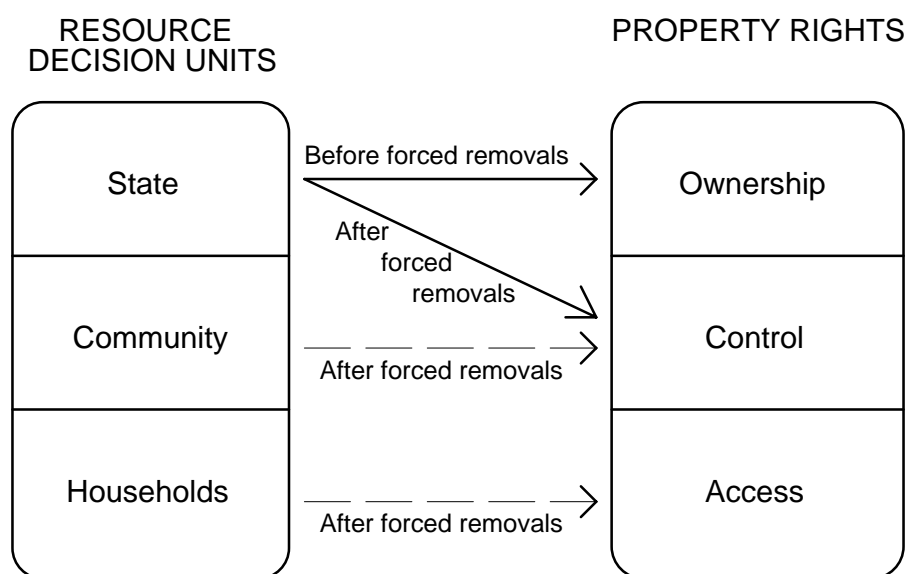 RESOURCE
DECISION UNITS
PROPERTY RIGHTS
State
Before forced removals
Ownership
After
forced
removals
Community
After forced removals
Control
Households
After forced removals
Access